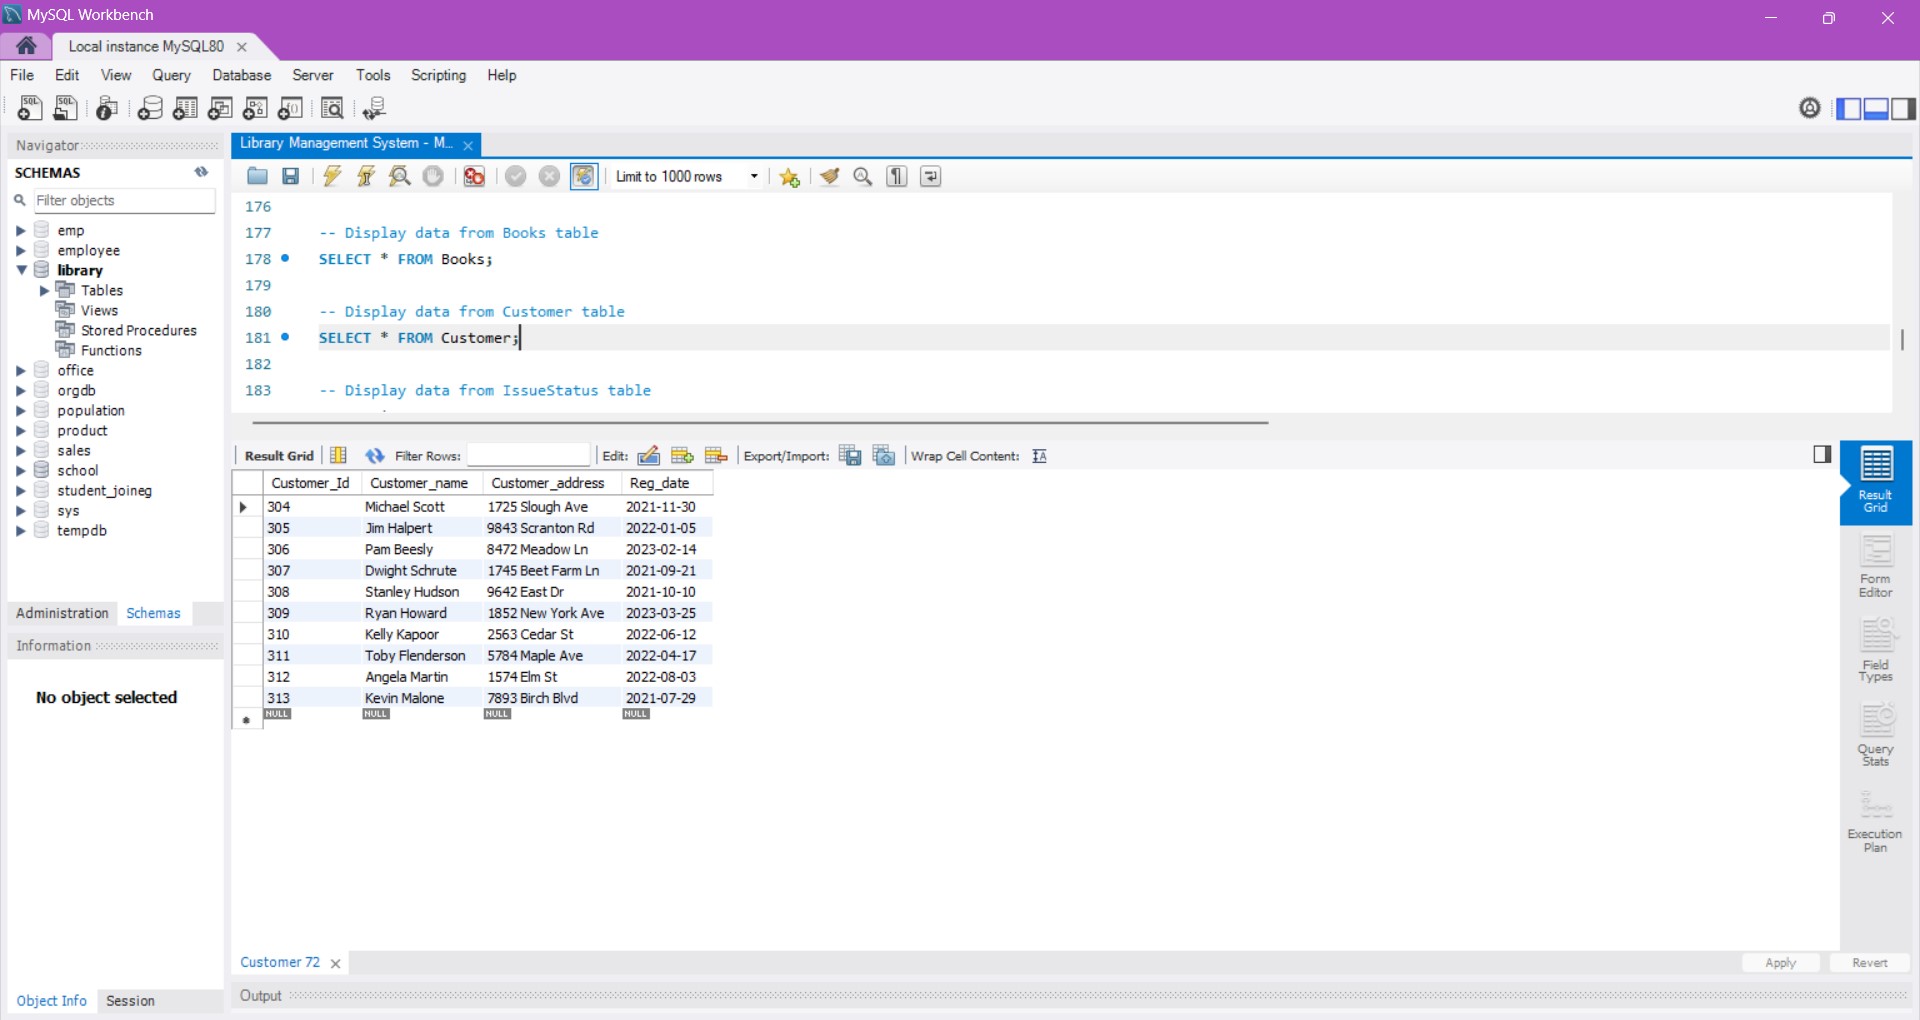 MySQL Workbench
Local instance MySQL80
File Edit View Query Database Server Tools Scripting Help
Navigator
SCHEMAS
Filter objects
emp
employee
library
Tables
Views
Stored Procedures
Functions
office
orgdb
population
product
sales
school
student_joineg
sys
tempdb
Administration Schemas
Information
No object selected
Object Info Session
Library Management System - M...
Limit to 1000 rows
176
177 -- Display data from Books table
178 SELECT * FROM Books;
179
180 -- Display data from Customer table
181 SELECT * FROM Customer;
182
183 -- Display data from IssueStatus table
Result Grid Filter Rows: Edit: Export/Import: Wrap Cell Content:
Customer_Id Customer_name Customer_address Reg_date
304 Michael Scott 1725 Slough Ave 2021-11-30
305 Jim Halpert 9843 Scranton Rd 2022-01-05
306 Pam Beesly 8472 Meadow Ln 2023-02-14
307 Dwight Schrute 1745 Beet Farm Ln 2021-09-21
308 Stanley Hudson 9642 East Dr 2021-10-10
309 Ryan Howard 1852 New York Ave 2023-03-25
310 Kelly Kapoor 2563 Cedar St 2022-06-12
311 Toby Flenderson 5784 Maple Ave 2022-04-17
312 Angela Martin 1574 Elm St 2022-08-03
313 Kevin Malone 7893 Birch Blvd 2021-07-29
NULL NULL NULL NULL
Result
Grid
Form
Editor
Field
Types
Query
Stats
Execution
Plan
Customer 72
Apply Revert
Output